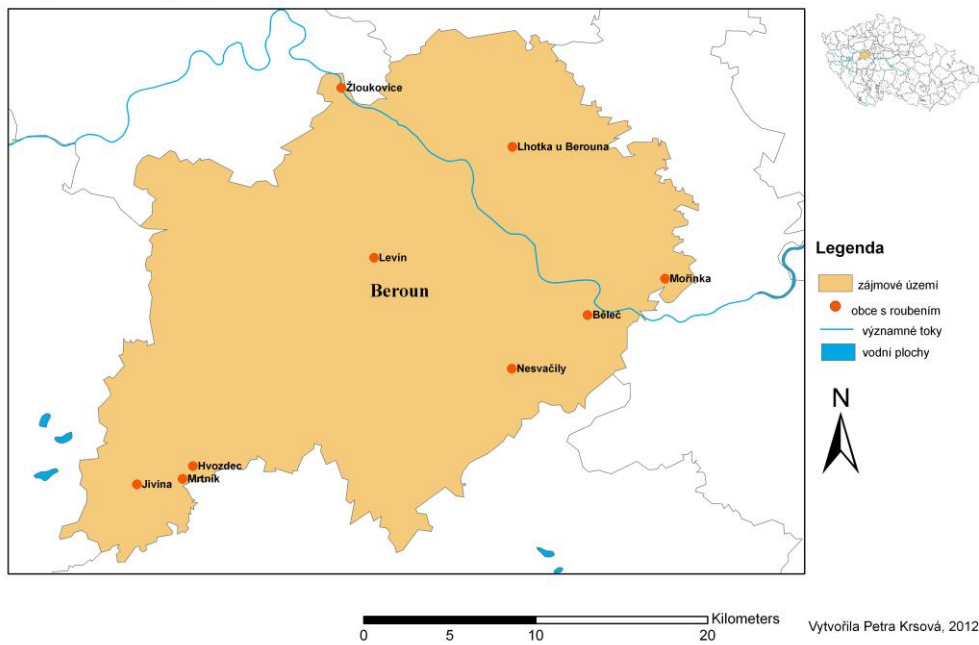 Žloukovice
Lhotka u Berouna
Levín
Beroun
Mořinka
Běleč
Nesvačily
Hvozdec
Mrtník
Jivina
Legenda
zájmové území
obce s roubením
významné toky
vodní plochy
N
Kilometers
0 5 10 20
Vytvořila Petra Krsová, 2012